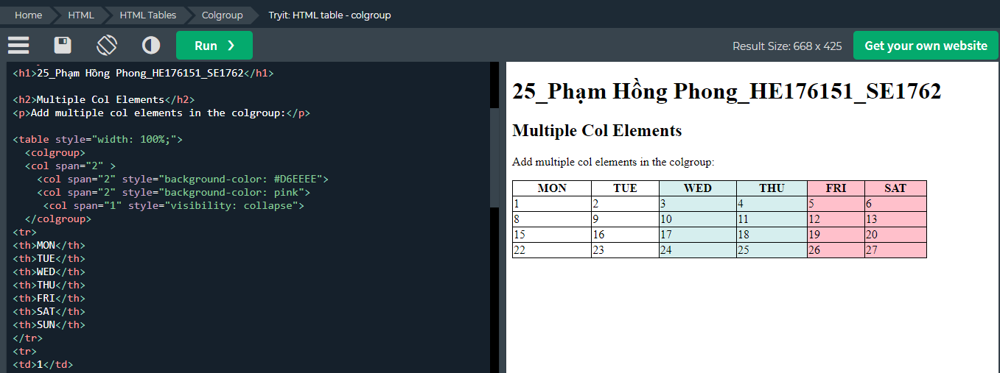 Home HTML HTML Tables Colgroup Tryit: HTML table - colgroup
Run ❯ Result Size: 668 x 425 Get your own website
<h1>25_Phạm Hồng Phong_HE176151_SE1762</h1>
<h2>Multiple Col Elements</h2>
<p>Add multiple col elements in the colgroup:</p>
<table style="width: 100%;">
<colgroup>
<col span="2" >
<col span="2" style="background-color: #D6EEEE">
<col span="2" style="background-color: pink">
<col span="1" style="visibility: collapse">
</colgroup>
<tr>
<th>MON</th>
<th>TUE</th>
<th>WED</th>
<th>THU</th>
<th>FRI</th>
<th>SAT</th>
<th>SUN</th>
</tr>
<tr>
<td>1</td>
25_Phạm Hồng Phong_HE176151_SE1762
Multiple Col Elements
Add multiple col elements in the colgroup:
MON TUE WED THU FRI SAT
1 2 3 4 5 6
8 9 10 11 12 13
15 16 17 18 19 20
22 23 24 25 26 27